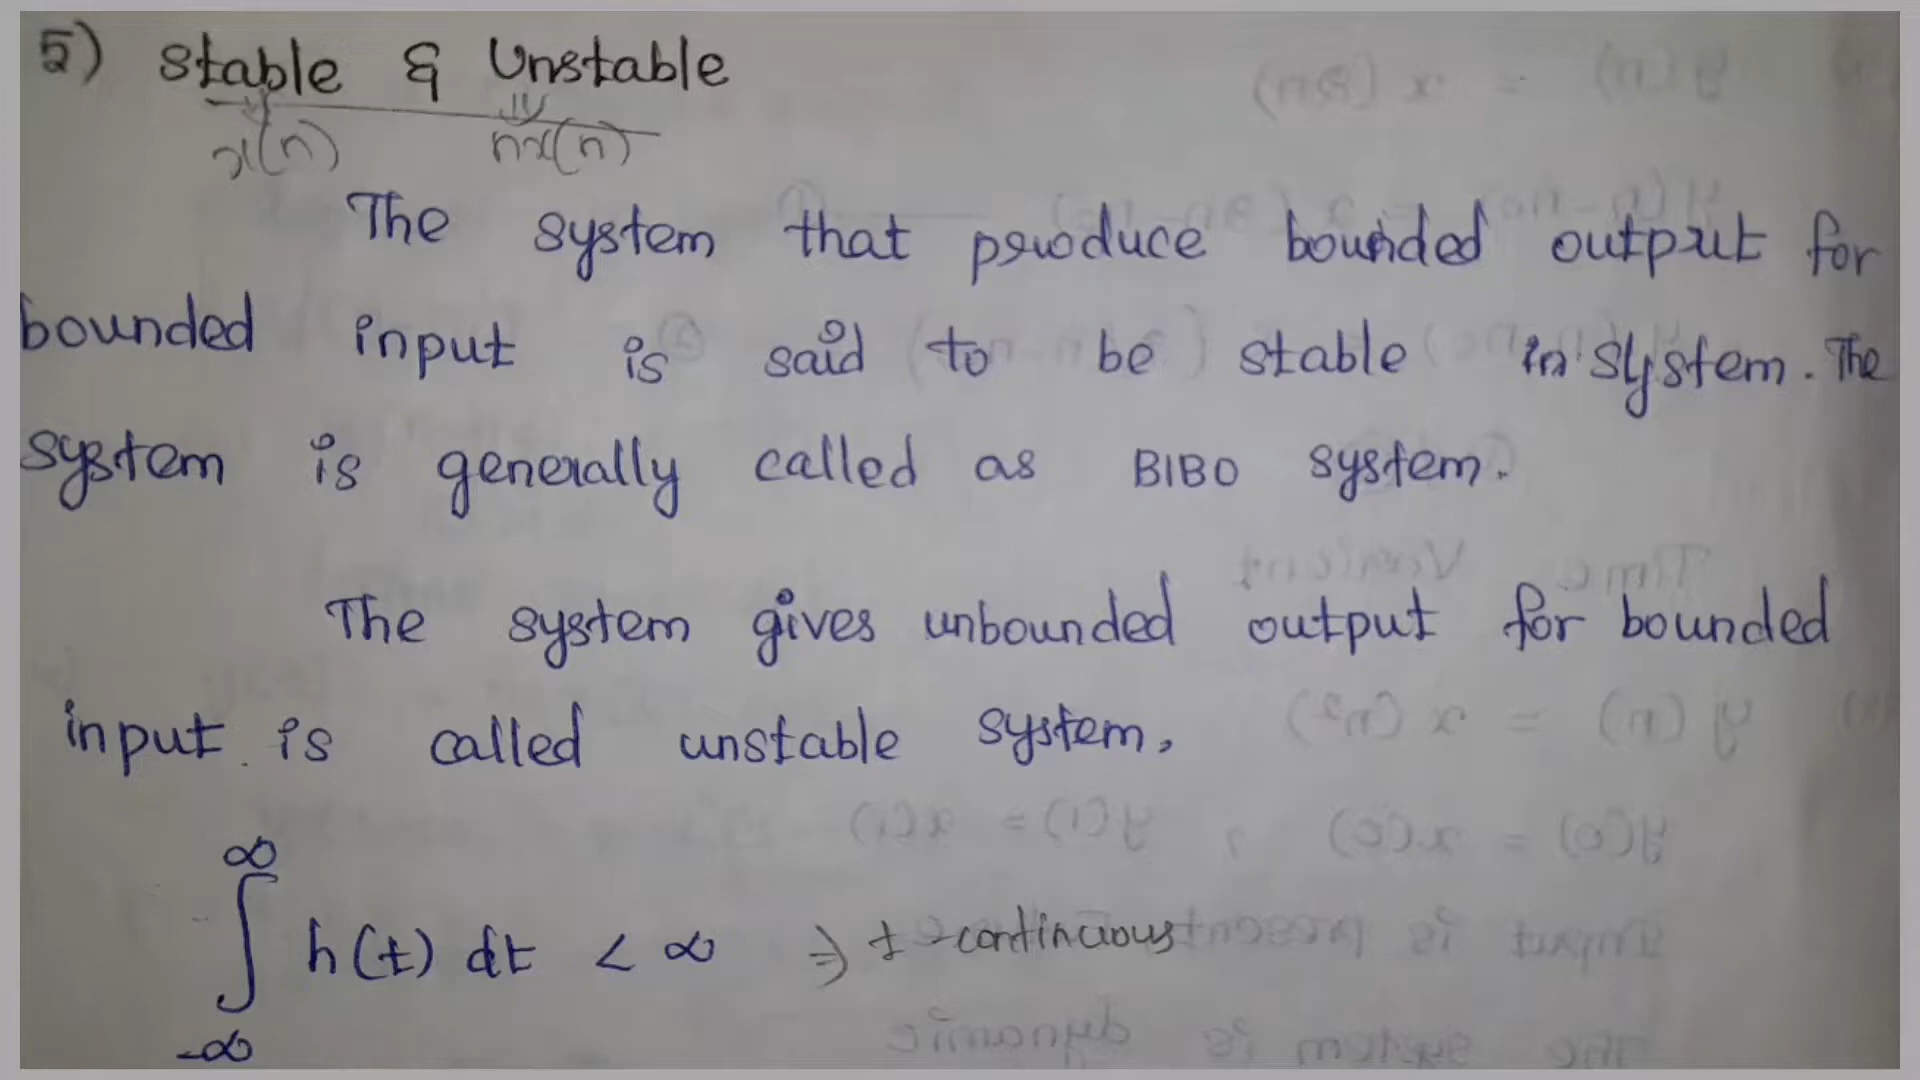 5) Stable & Unstable
x(n) nx(n)
The system that produce bounded output for
bounded input is said to be stable in system. The
system is generally called as BIBO system.
The system gives unbounded output for bounded
input is called unstable system.
∞
∫ h(t) dt < ∞ ⇒ t - continuous
-∞